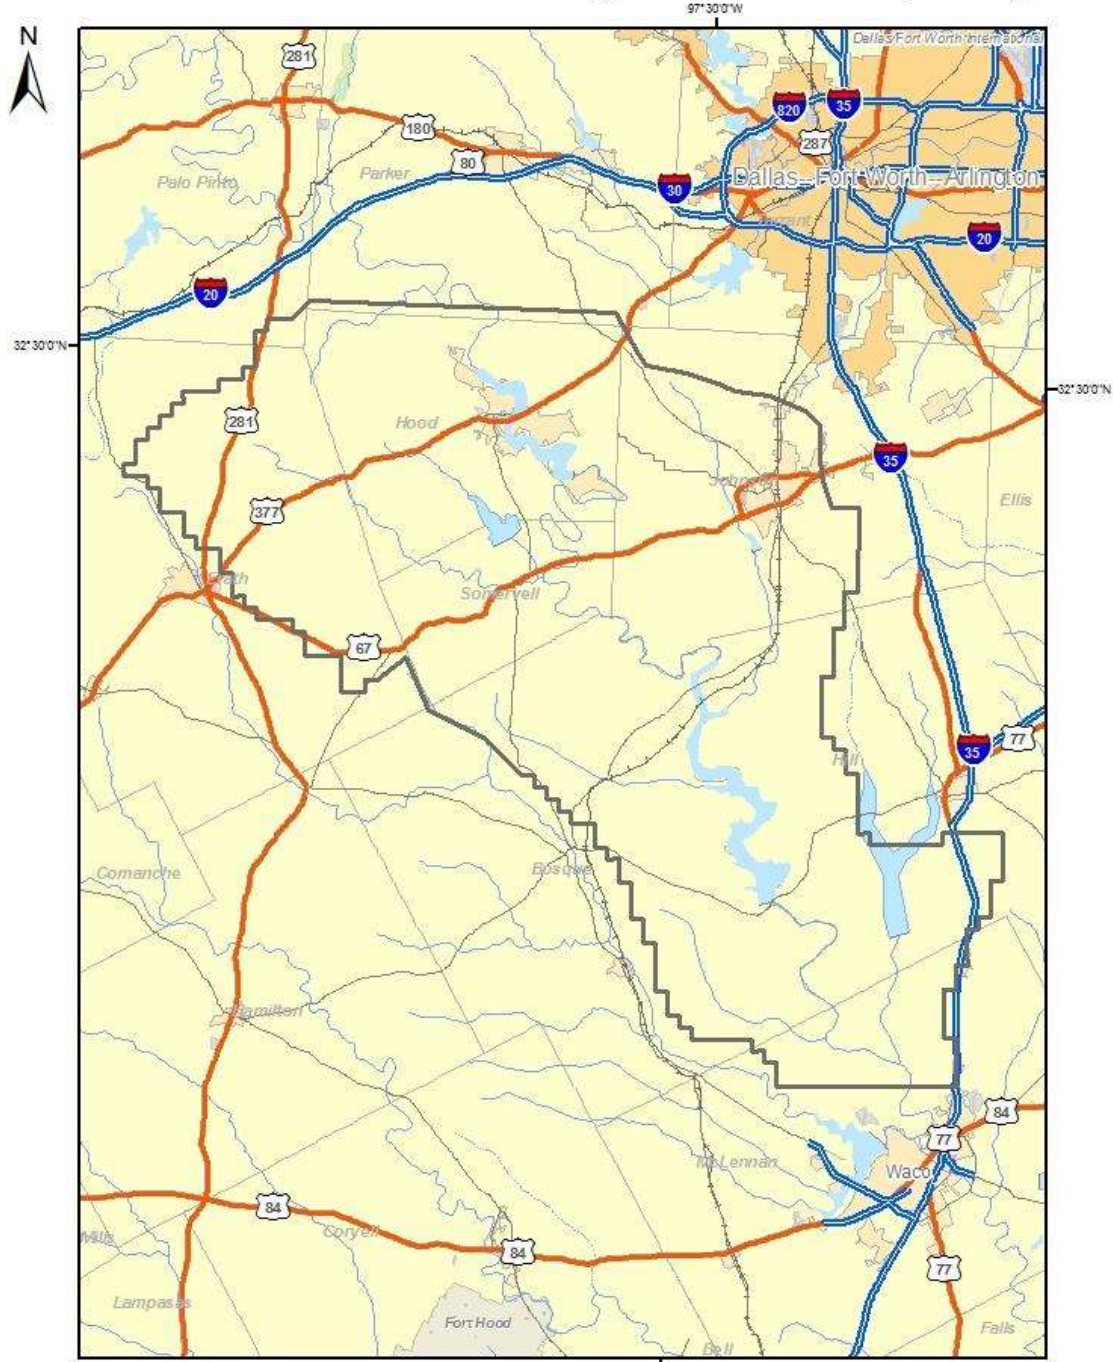 97°30'0"W
N
281
Dallas/Fort Worth International
820
35
180
287
80
Palo Pinto
Parker
30
Dallas--Fort Worth--Arlington
Tarrant
20
20
32°30'0"N
32°30'0"N
281
Hood
35
Johnson
Ellis
377
Erath
Somervell
67
77
35
Hill
Comanche
Bosque
Hamilton
84
77
McLennan
Waco
84
Coryell
Mills
84
77
Lampasas
Fort Hood
Falls
Bell